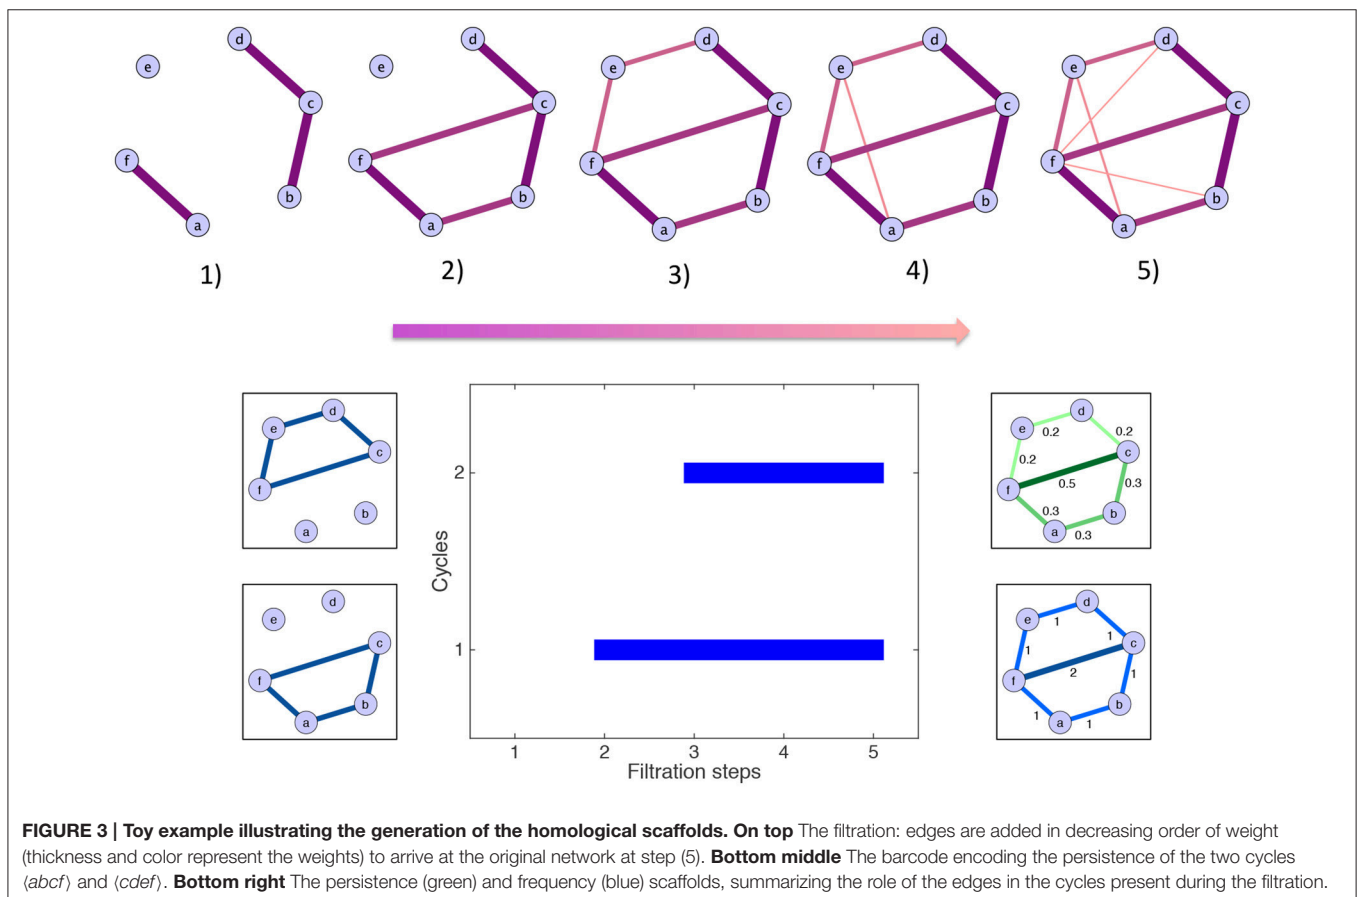 d
d
d
d
d
e
e
e
e
e
c
c
c
c
c
f
f
f
f
f
b
b
b
b
b
a
a
a
a
a
1)
2)
3)
4)
5)
d
e
c
f
b
a
d
e
c
f
a
b
Cycles
2
1
1
2
3
4
5
Filtration steps
d
e
0.2
0.2
c
0.2
0.5
0.3
f
0.3
b
a
0.3
d
e
1
1
c
1
2
1
f
b
1
a
1
FIGURE 3 | Toy example illustrating the generation of the homological scaffolds. On top The filtration: edges are added in decreasing order of weight
(thickness and color represent the weights) to arrive at the original network at step (5). Bottom middle The barcode encoding the persistence of the two cycles
⟨abcf⟩ and ⟨cdef⟩. Bottom right The persistence (green) and frequency (blue) scaffolds, summarizing the role of the edges in the cycles present during the filtration.